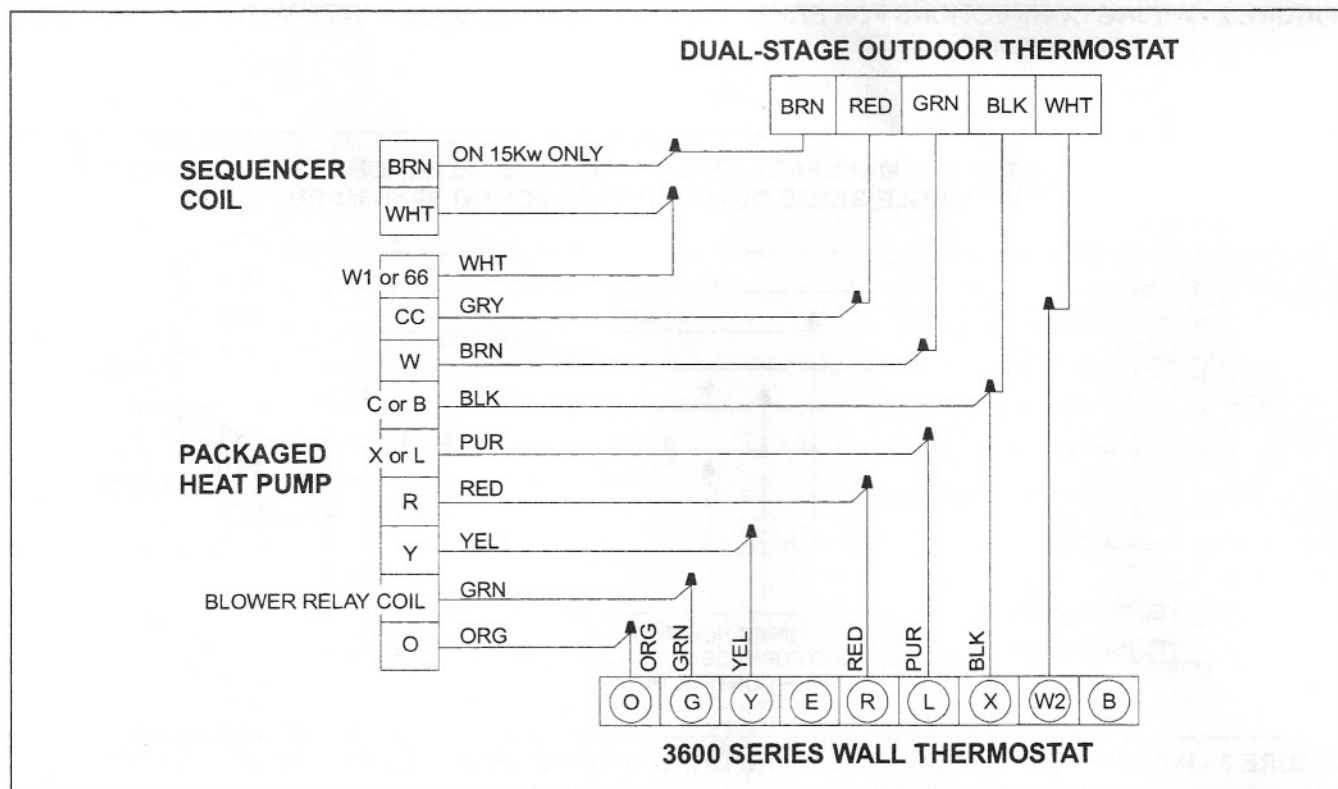 DUAL-STAGE OUTDOOR THERMOSTAT
BRN RED GRN BLK WHT
SEQUENCER
COIL
BRN ON 15Kw ONLY
WHT
W1 or 66 WHT
CC GRY
W BRN
C or B BLK
PACKAGED
HEAT PUMP
X or L PUR
R RED
Y YEL
BLOWER RELAY COIL GRN
O ORG
ORG GRN YEL RED PUR BLK
O G Y E R L X W2 B
3600 SERIES WALL THERMOSTAT